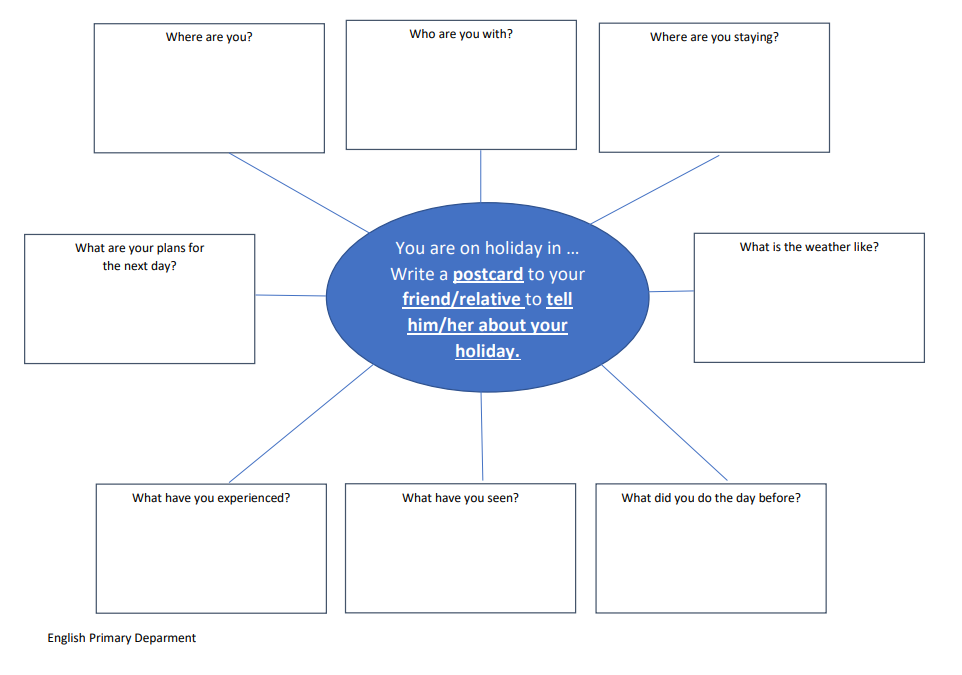 Where are you?
Who are you with?
Where are you staying?
What are your plans for
the next day?
You are on holiday in ...
Write a postcard to your
friend/relative to tell
him/her about your
holiday.
What is the weather like?
What have you experienced?
What have you seen?
What did you do the day before?
English Primary Deparment